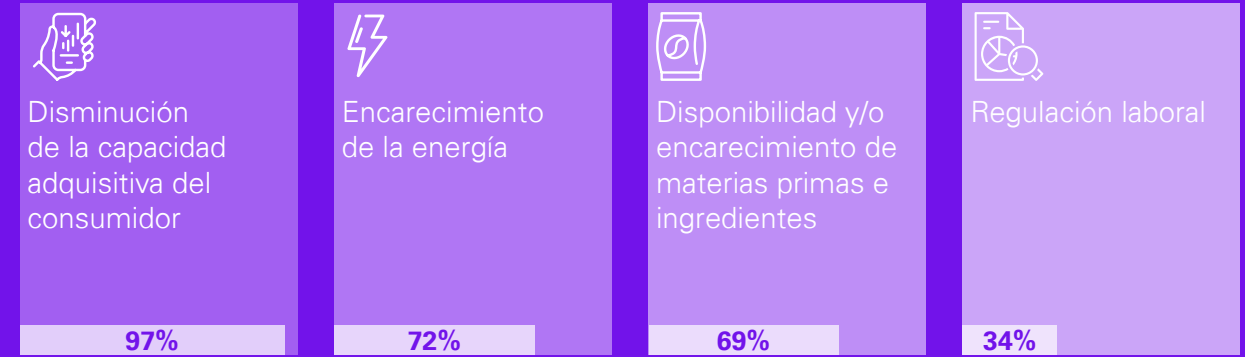 Disminución
de la capacidad
adquisitiva del
consumidor
97%
Encarecimiento
de la energía
72%
Disponibilidad y/o
encarecimiento de
materias primas e
ingredientes
69%
Regulación laboral
34%